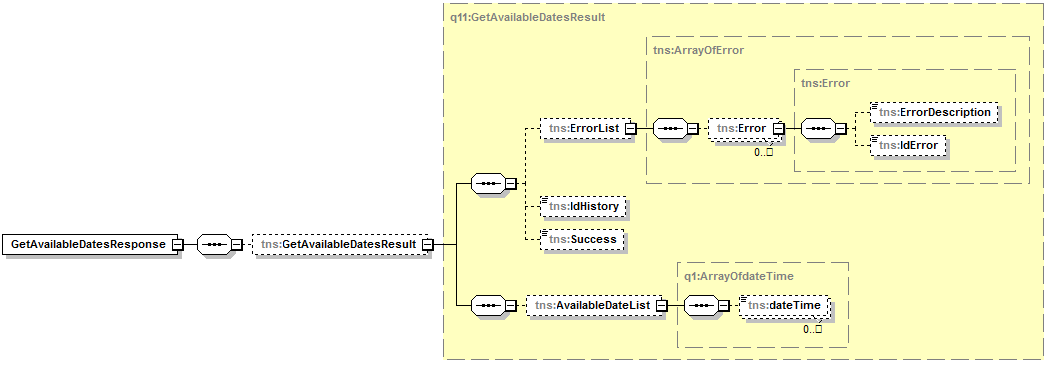 q11:GetAvailableDatesResult
tns:ArrayOfError
tns:Error
tns:ErrorDescription
tns:ErrorList
tns:Error
0..
tns:IdError
tns:IdHistory
tns:Success
GetAvailableDatesResponse
tns:GetAvailableDatesResult
q1:ArrayOfdateTime
tns:AvailableDateList
tns:dateTime
0..